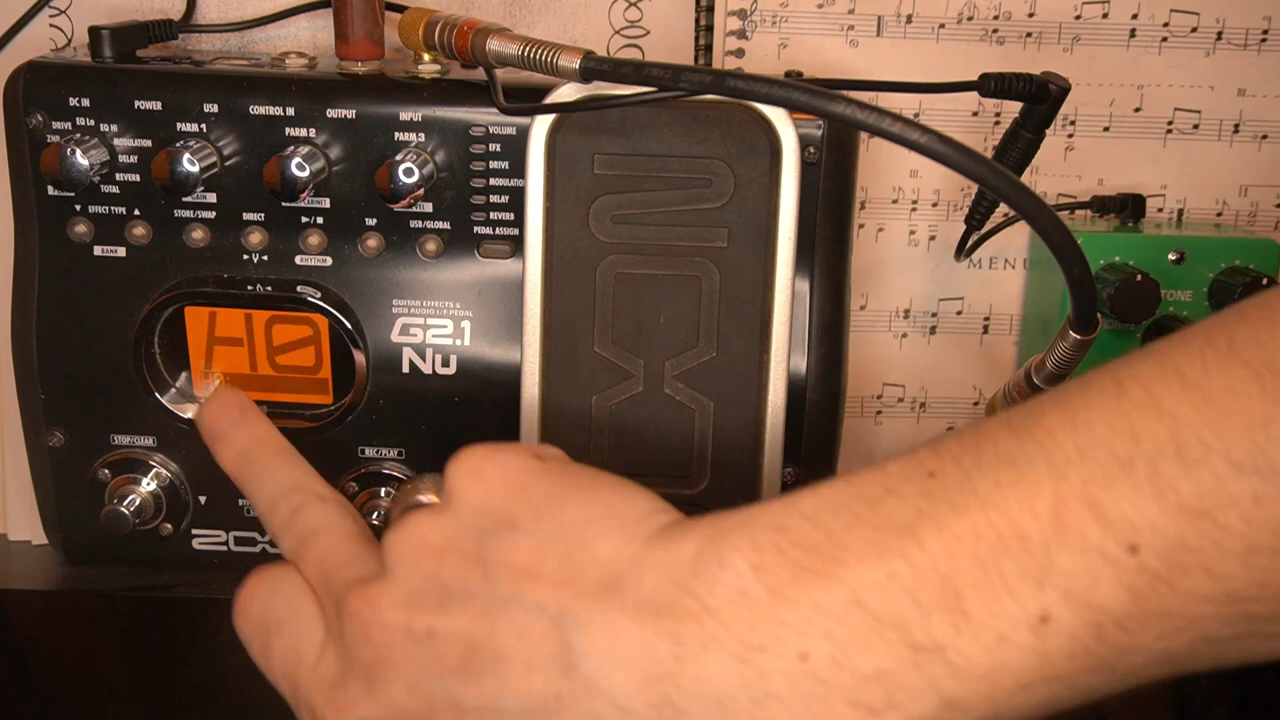 DC IN POWER USB CONTROL IN OUTPUT INPUT
DRIVE EQ Lo EQ Hi
ZNR MODULATION
DELAY
REVERB
TOTAL
PARM 1 PARM 2 PARM 3
GAIN
VOLUME
EFX
DRIVE
MODULATIO
DELAY
REVERB
PEDAL ASSIGN
▼ EFFECT TYPE ▲ STORE/SWAP DIRECT ▶/■ TAP USB/GLOBAL
BANK RHYTHM
GUITAR EFFECTS &
USB AUDIO I/F PEDAL
G2.1
Nu
H0
H0:
STOP/CLEAR REC/PLAY
ZOO
ZOOM
MENU
TONE